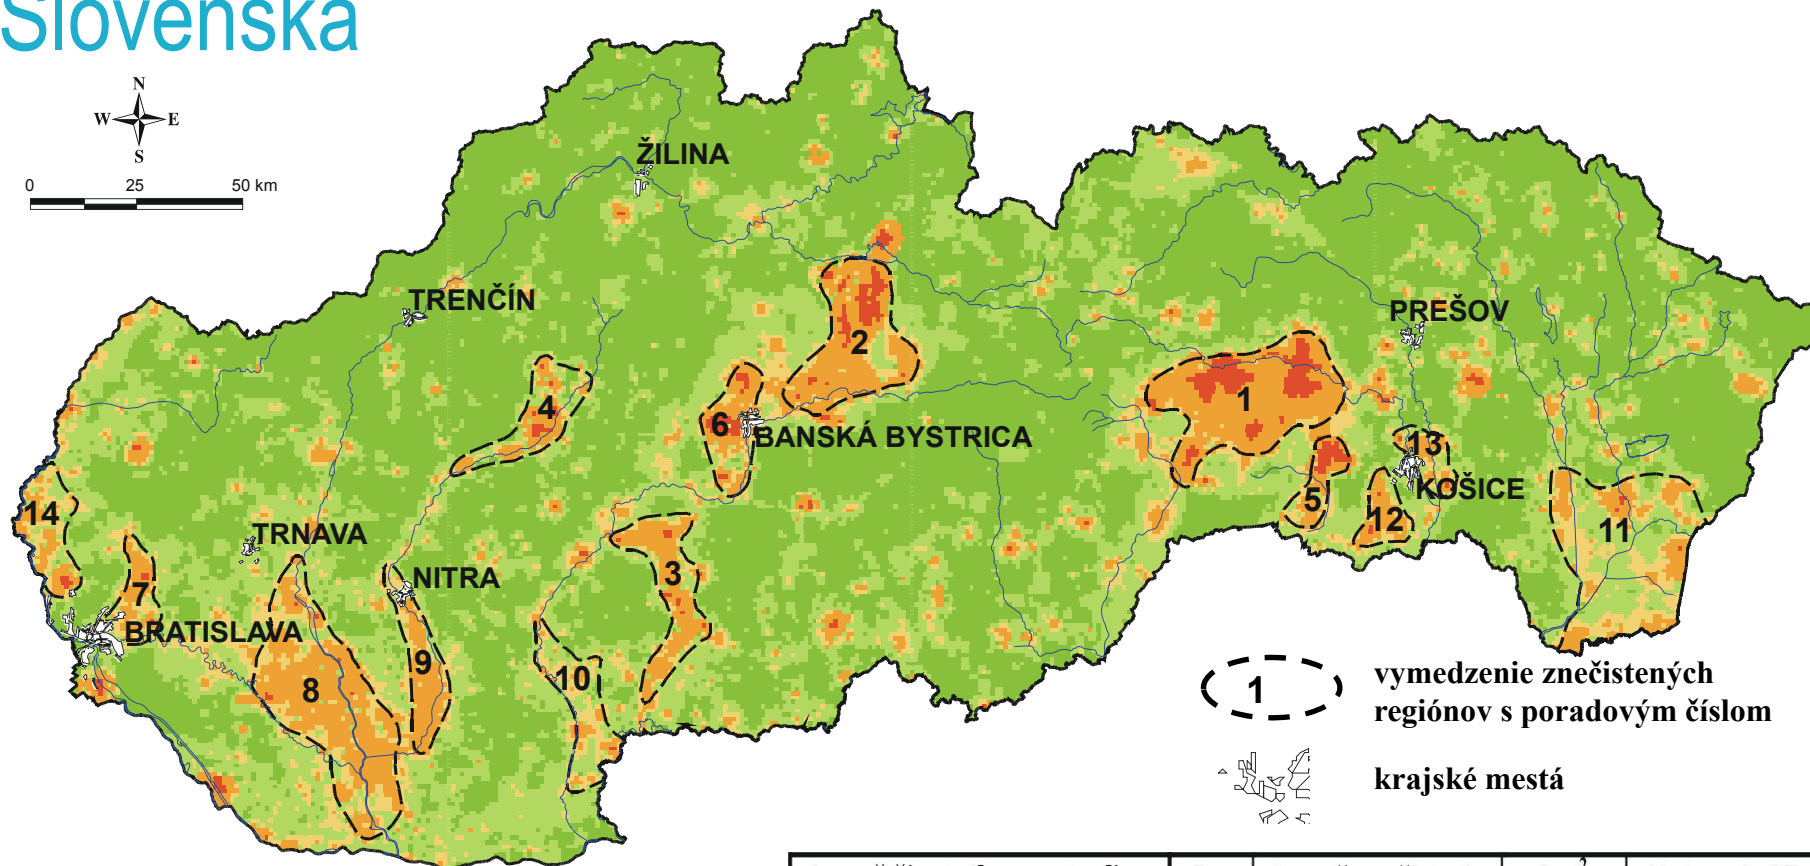 Slovenska
N
W E
S
0 25 50 km
ŽILINA
TRENČÍN
PREŠOV
2
1
4
6
BANSKÁ BYSTRICA
13
KOŠICE
5
12
11
14
TRNAVA
3
7
NITRA
BRATISLAVA
9
8
10
1
vymedzenie znečistených
regiónov s poradovým číslom
krajské mestá